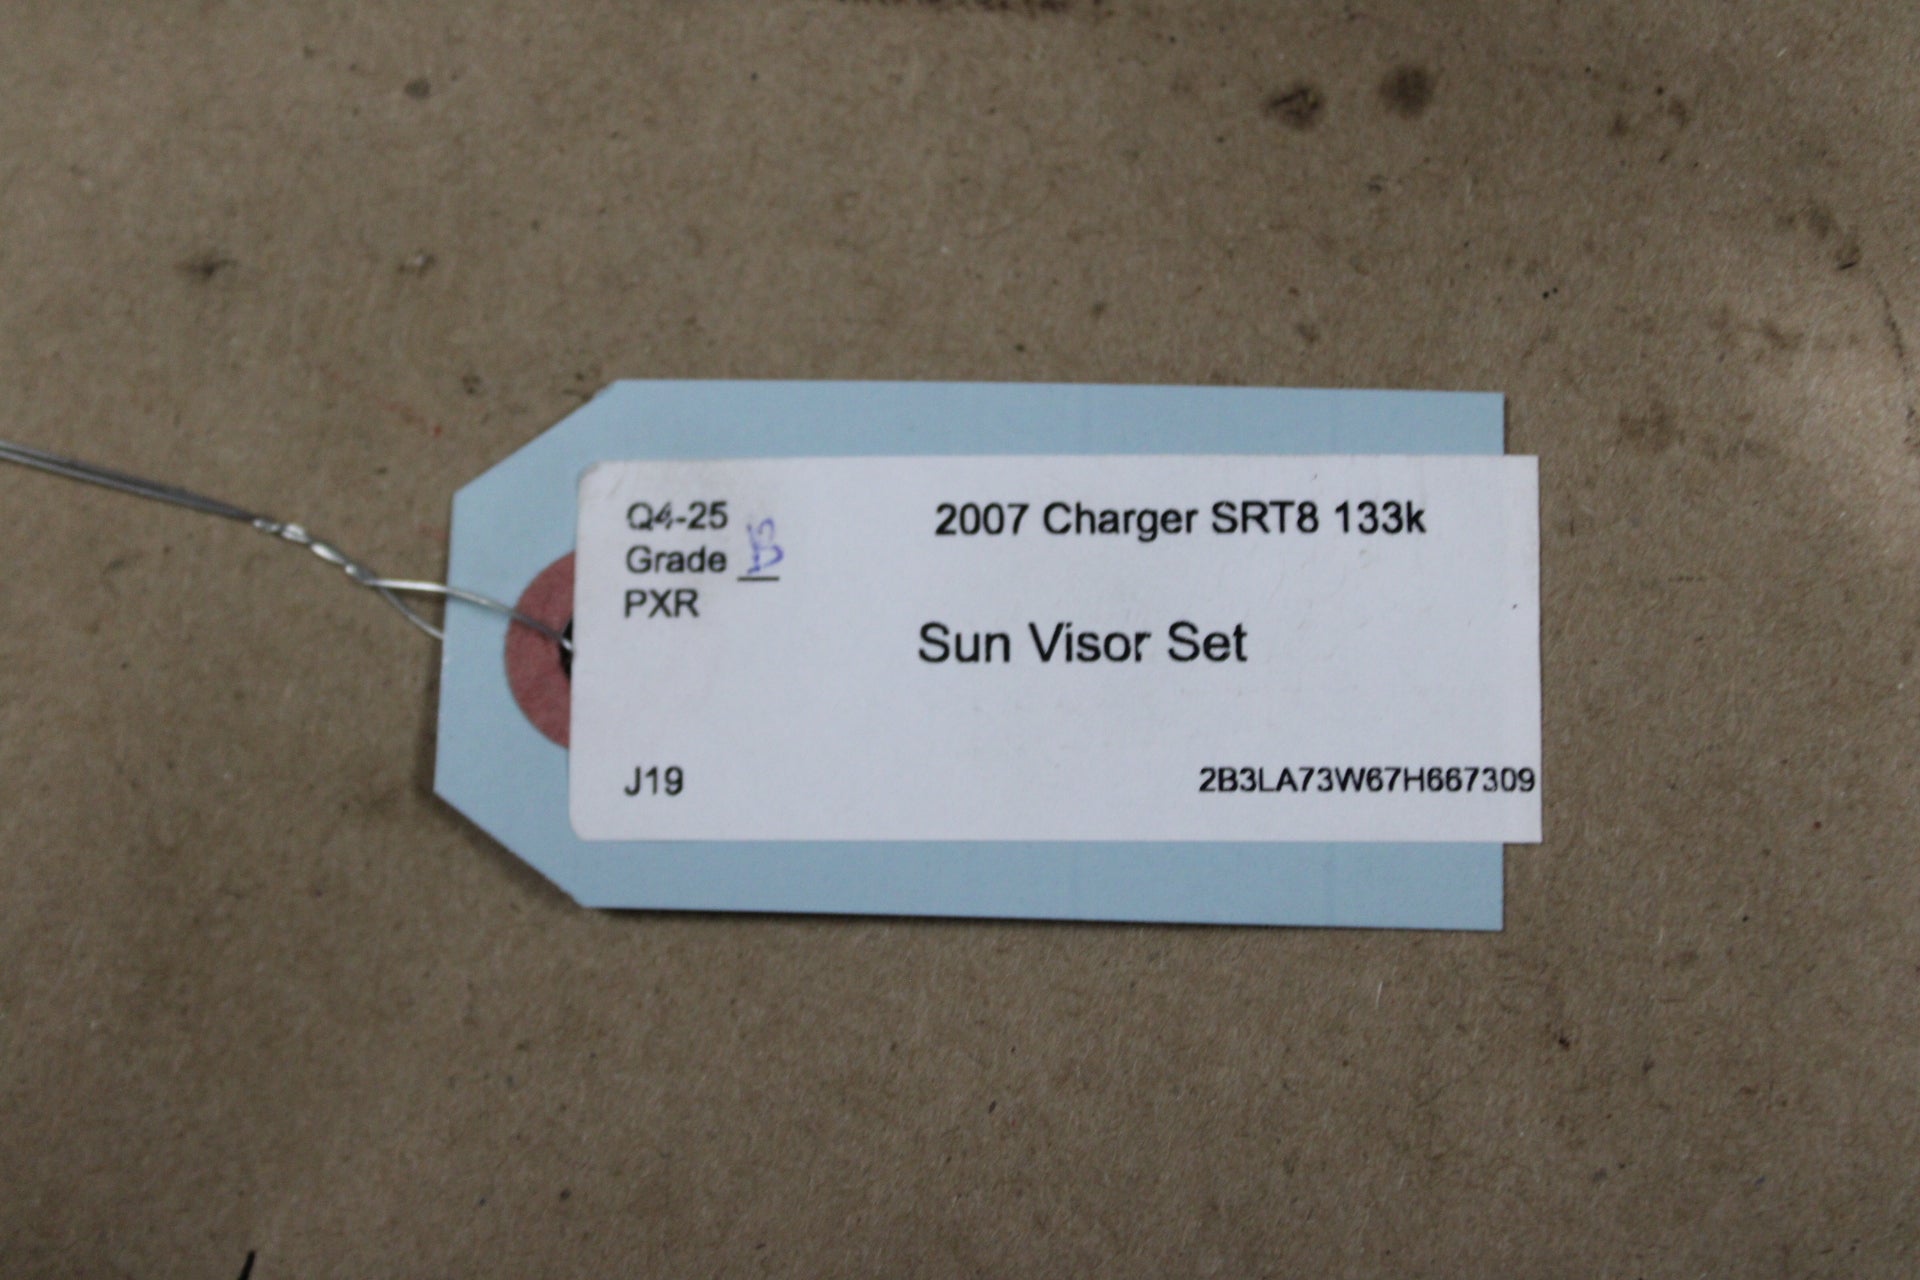 Q4-25
2007 Charger SRT8 133k
Grade
PXR
Sun Visor Set
J19
2B3LA73W67H667309